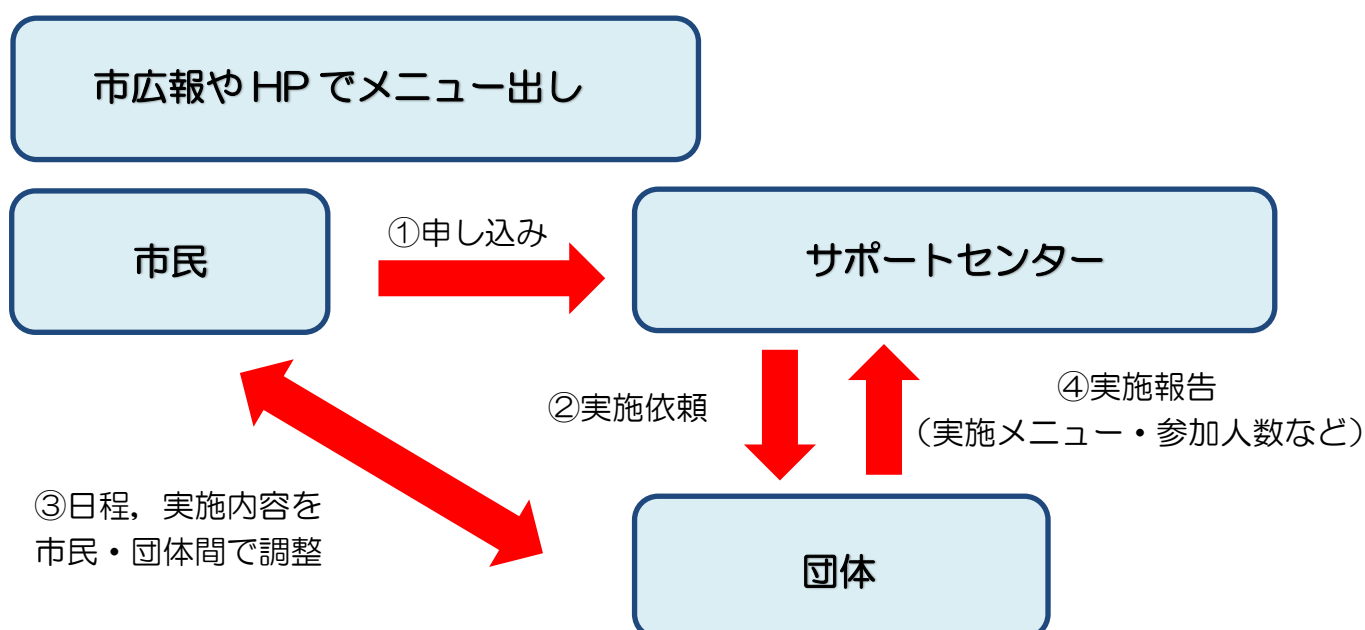 市広報や HP でメニュー出し
市民
①申し込み
サポートセンター
②実施依頼
④実施報告
（実施メニュー・参加人数など）
③日程，実施内容を
市民・団体間で調整
団体